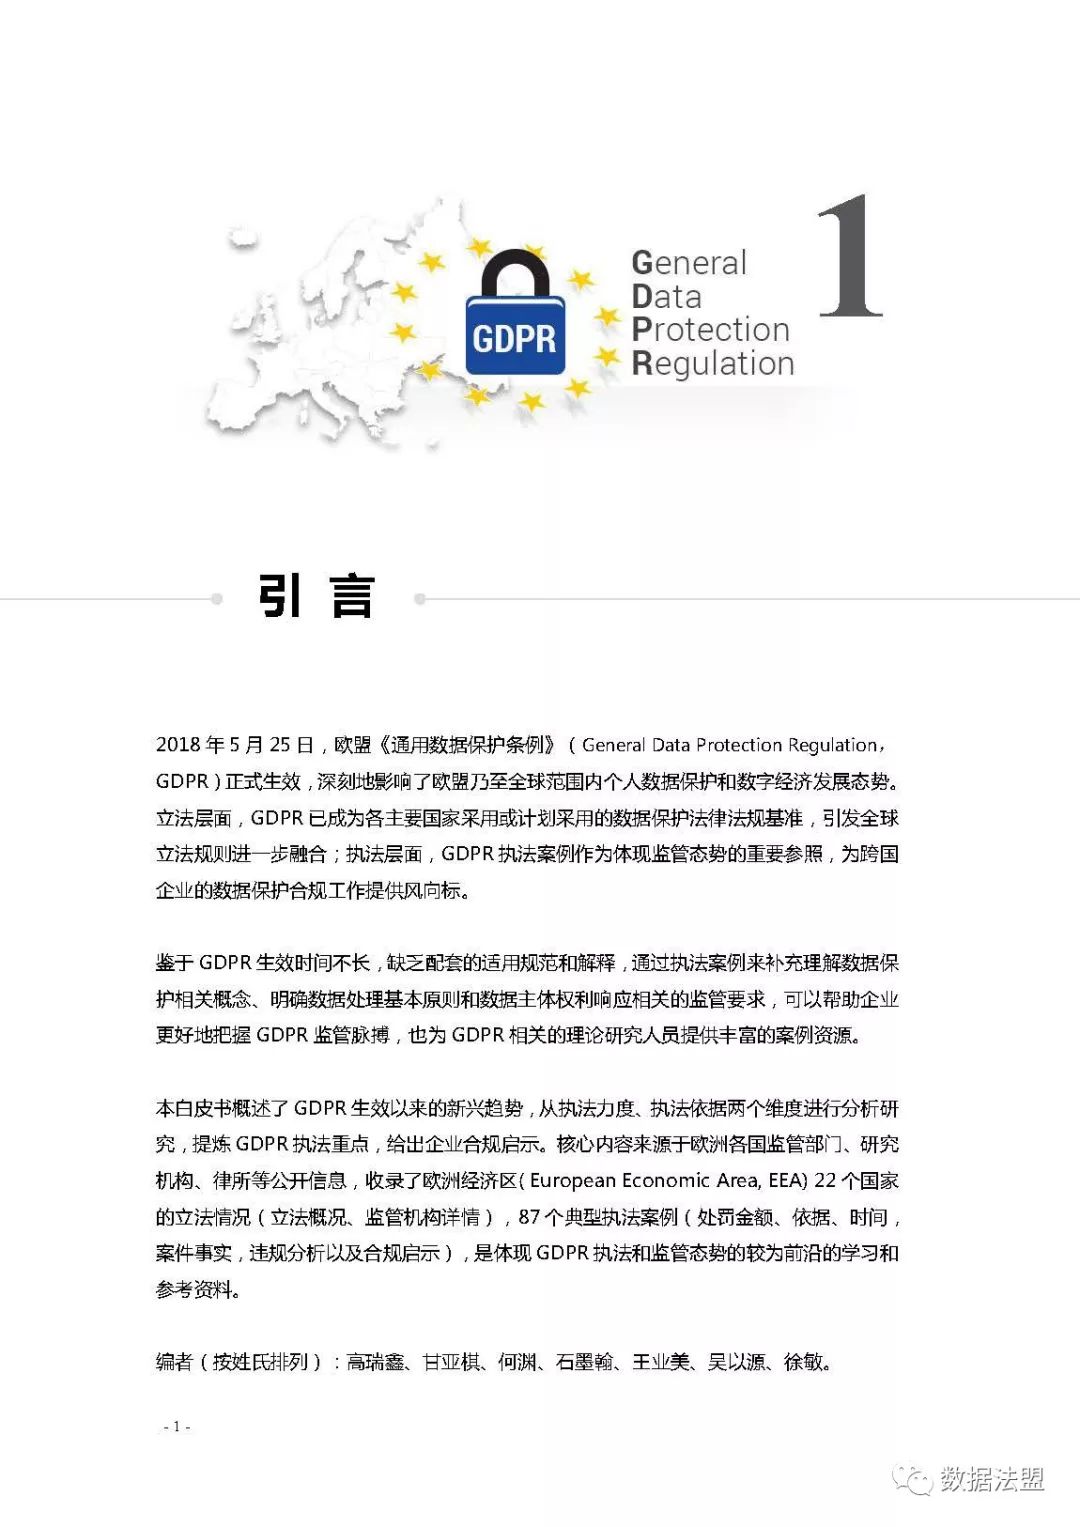 1
General
Data
Protection
Regulation
GDPR
引 言
2018 年 5 月 25 日，欧盟《通用数据保护条例》（General Data Protection Regulation，
GDPR）正式生效，深刻地影响了欧盟乃至全球范围内个人数据保护和数字经济发展态势。
立法层面，GDPR 已成为各主要国家采用或计划采用的数据保护法律法规基准，引发全球
立法规则进一步融合；执法层面，GDPR 执法案例作为体现监管态势的重要参照，为跨国
企业的数据保护合规工作提供风向标。
鉴于 GDPR 生效时间不长，缺乏配套的适用规范和解释，通过执法案例来补充理解数据保
护相关概念、明确数据处理基本原则和数据主体权利响应相关的监管要求，可以帮助企业
更好地把握 GDPR 监管脉搏，也为 GDPR 相关的理论研究人员提供丰富的案例资源。
本白皮书概述了 GDPR 生效以来的新兴趋势，从执法力度、执法依据两个维度进行分析研
究，提炼 GDPR 执法重点，给出企业合规启示。核心内容来源于欧洲各国监管部门、研究
机构、律所等公开信息，收录了欧洲经济区( European Economic Area, EEA) 22 个国家
的立法情况（立法概况、监管机构详情），87 个典型执法案例（处罚金额、依据、时间，
案件事实，违规分析以及合规启示），是体现 GDPR 执法和监管态势的较为前沿的学习和
参考资料。
编者（按姓氏排列）：高瑞鑫、甘亚棋、何渊、石墨翰、王业美、吴以源、徐敏。
- 1 -
数据法盟